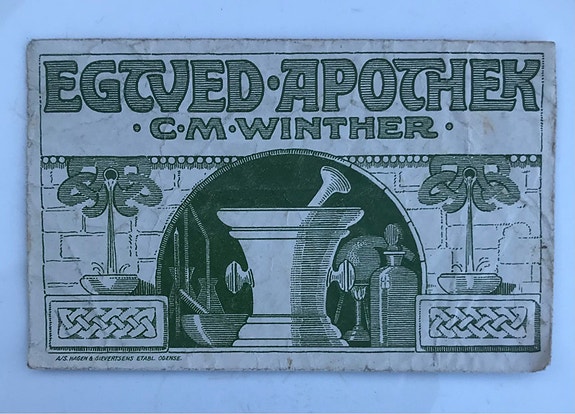 EGTVED·APOTHEK
·C·M·WINTHER·
A/S. HAGEN & SIEVERTSENS ETABL. ODENSE.